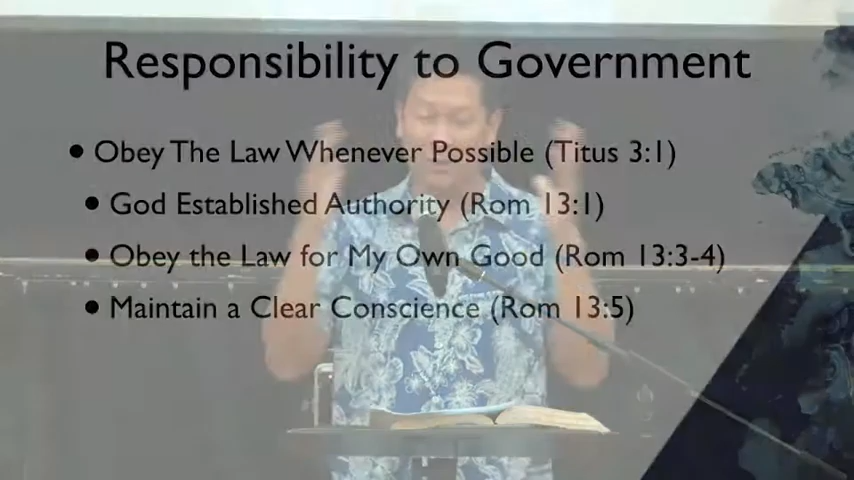 Responsibility to Government
• Obey The Law Whenever Possible (Titus 3:1)
• God Established Authority (Rom 13:1)
• Obey the Law for My Own Good (Rom 13:3-4)
• Maintain a Clear Conscience (Rom 13:5)